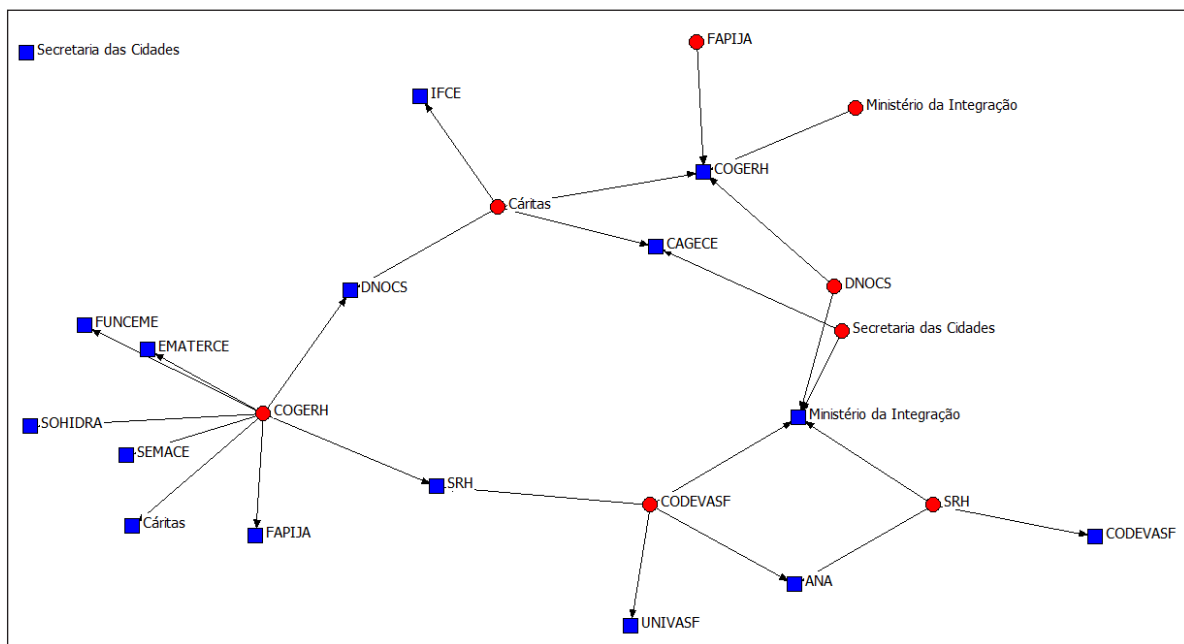 FAPIJA
Secretaria das Cidades
IFCE
Ministério da Integração
COGERH
Cáritas
CAGECE
DNOCS
DNOCS
FUNCEME
Secretaria das Cidades
EMATERCE
COGERH
Ministério da Integração
SOHIDRA
SEMACE
SRH
CODEVASF
SRH
Cáritas
FAPIJA
CODEVASF
ANA
UNIVASF